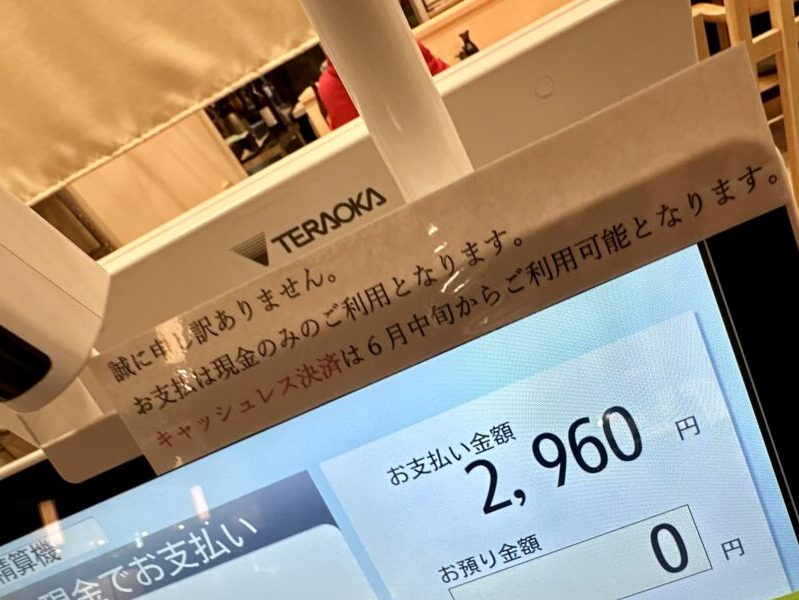 TERAOKA
誠に申し訳ありません。
お支払は現金のみのご利用となります。
キャッシュレス決済は6月中旬からご利用可能となります。
お支払い金額
2,960 円
お預り金額
0 円
精算機
現金でお支払い